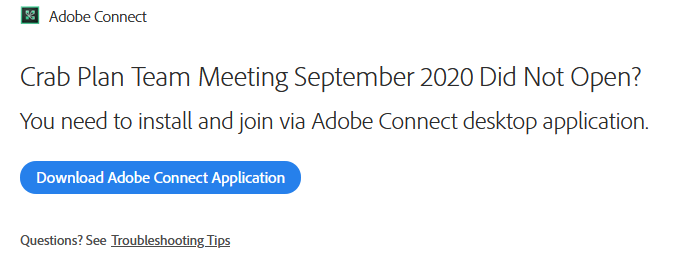 Adobe Connect
Crab Plan Team Meeting September 2020 Did Not Open?
You need to install and join via Adobe Connect desktop application.
Download Adobe Connect Application
Questions? See Troubleshooting Tips